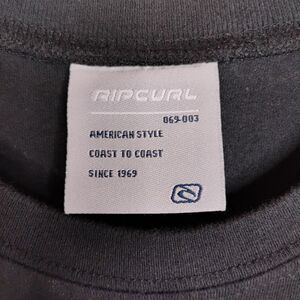 RIPCURL
069-003
AMERICAN STYLE
COAST TO COAST
SINCE 1969